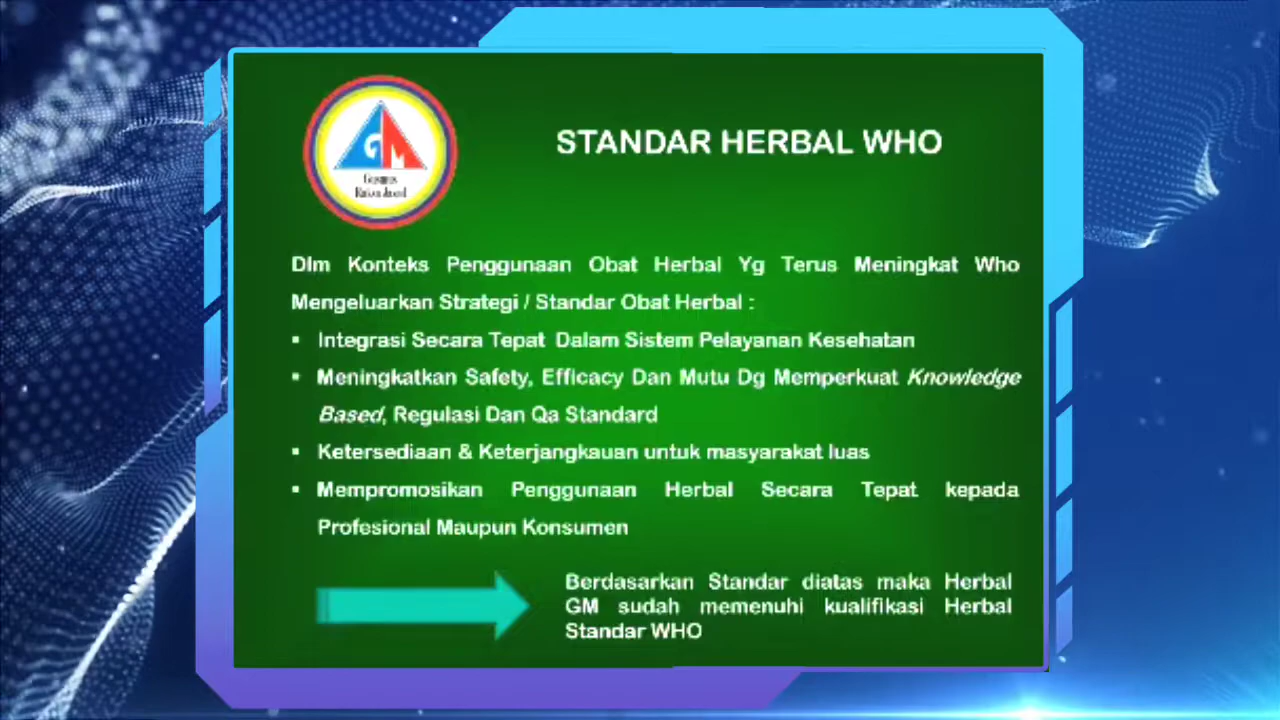 GM
STANDAR HERBAL WHO
Dlm Konteks Penggunaan Obat Herbal Yg Terus Meningkat Who
Mengeluarkan Strategi / Standar Obat Herbal :
▪ Integrasi Secara Tepat Dalam Sistem Pelayanan Kesehatan
▪ Meningkatkan Safety, Efficacy Dan Mutu Dg Memperkuat Knowledge
Based, Regulasi Dan Qa Standard
▪ Ketersediaan & Keterjangkauan untuk masyarakat luas
▪ Mempromosikan Penggunaan Herbal Secara Tepat kepada
Profesional Maupun Konsumen
Berdasarkan Standar diatas maka Herbal
GM sudah memenuhi kualifikasi Herbal
Standar WHO